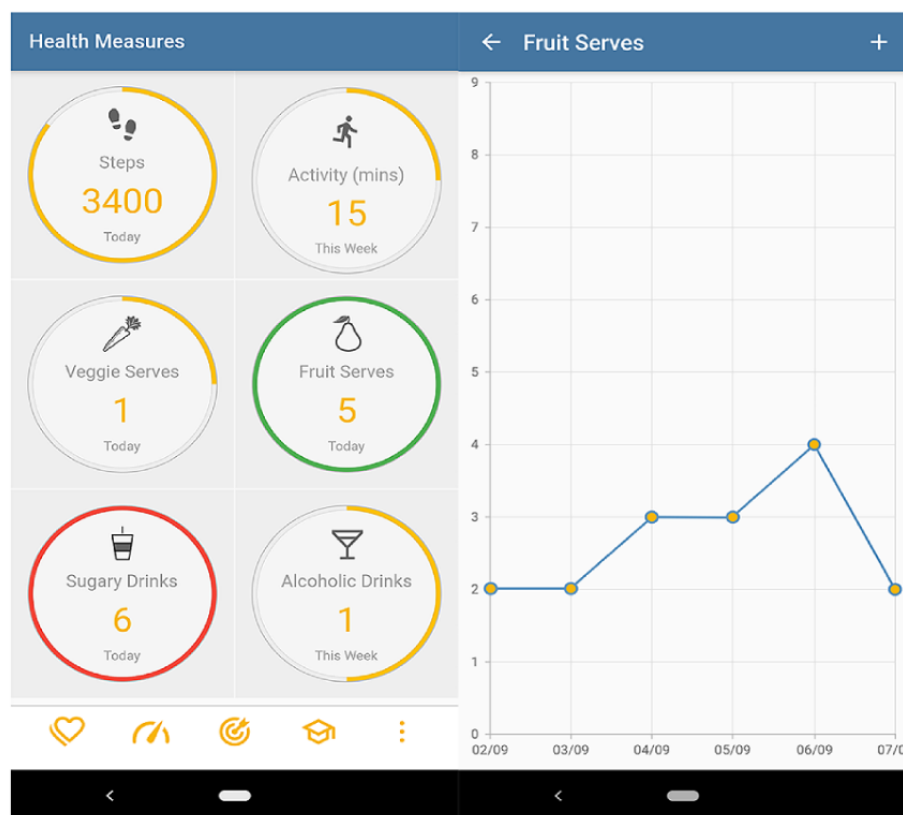 Health Measures
Steps
3400
Today
Activity (mins)
15
This Week
Veggie Serves
1
Today
Fruit Serves
5
Today
Sugary Drinks
6
Today
Alcoholic Drinks
1
This Week
Fruit Serves
9
8
7
6
5
4
3
2
1
0
02/09 03/09 04/09 05/09 06/09 07/0